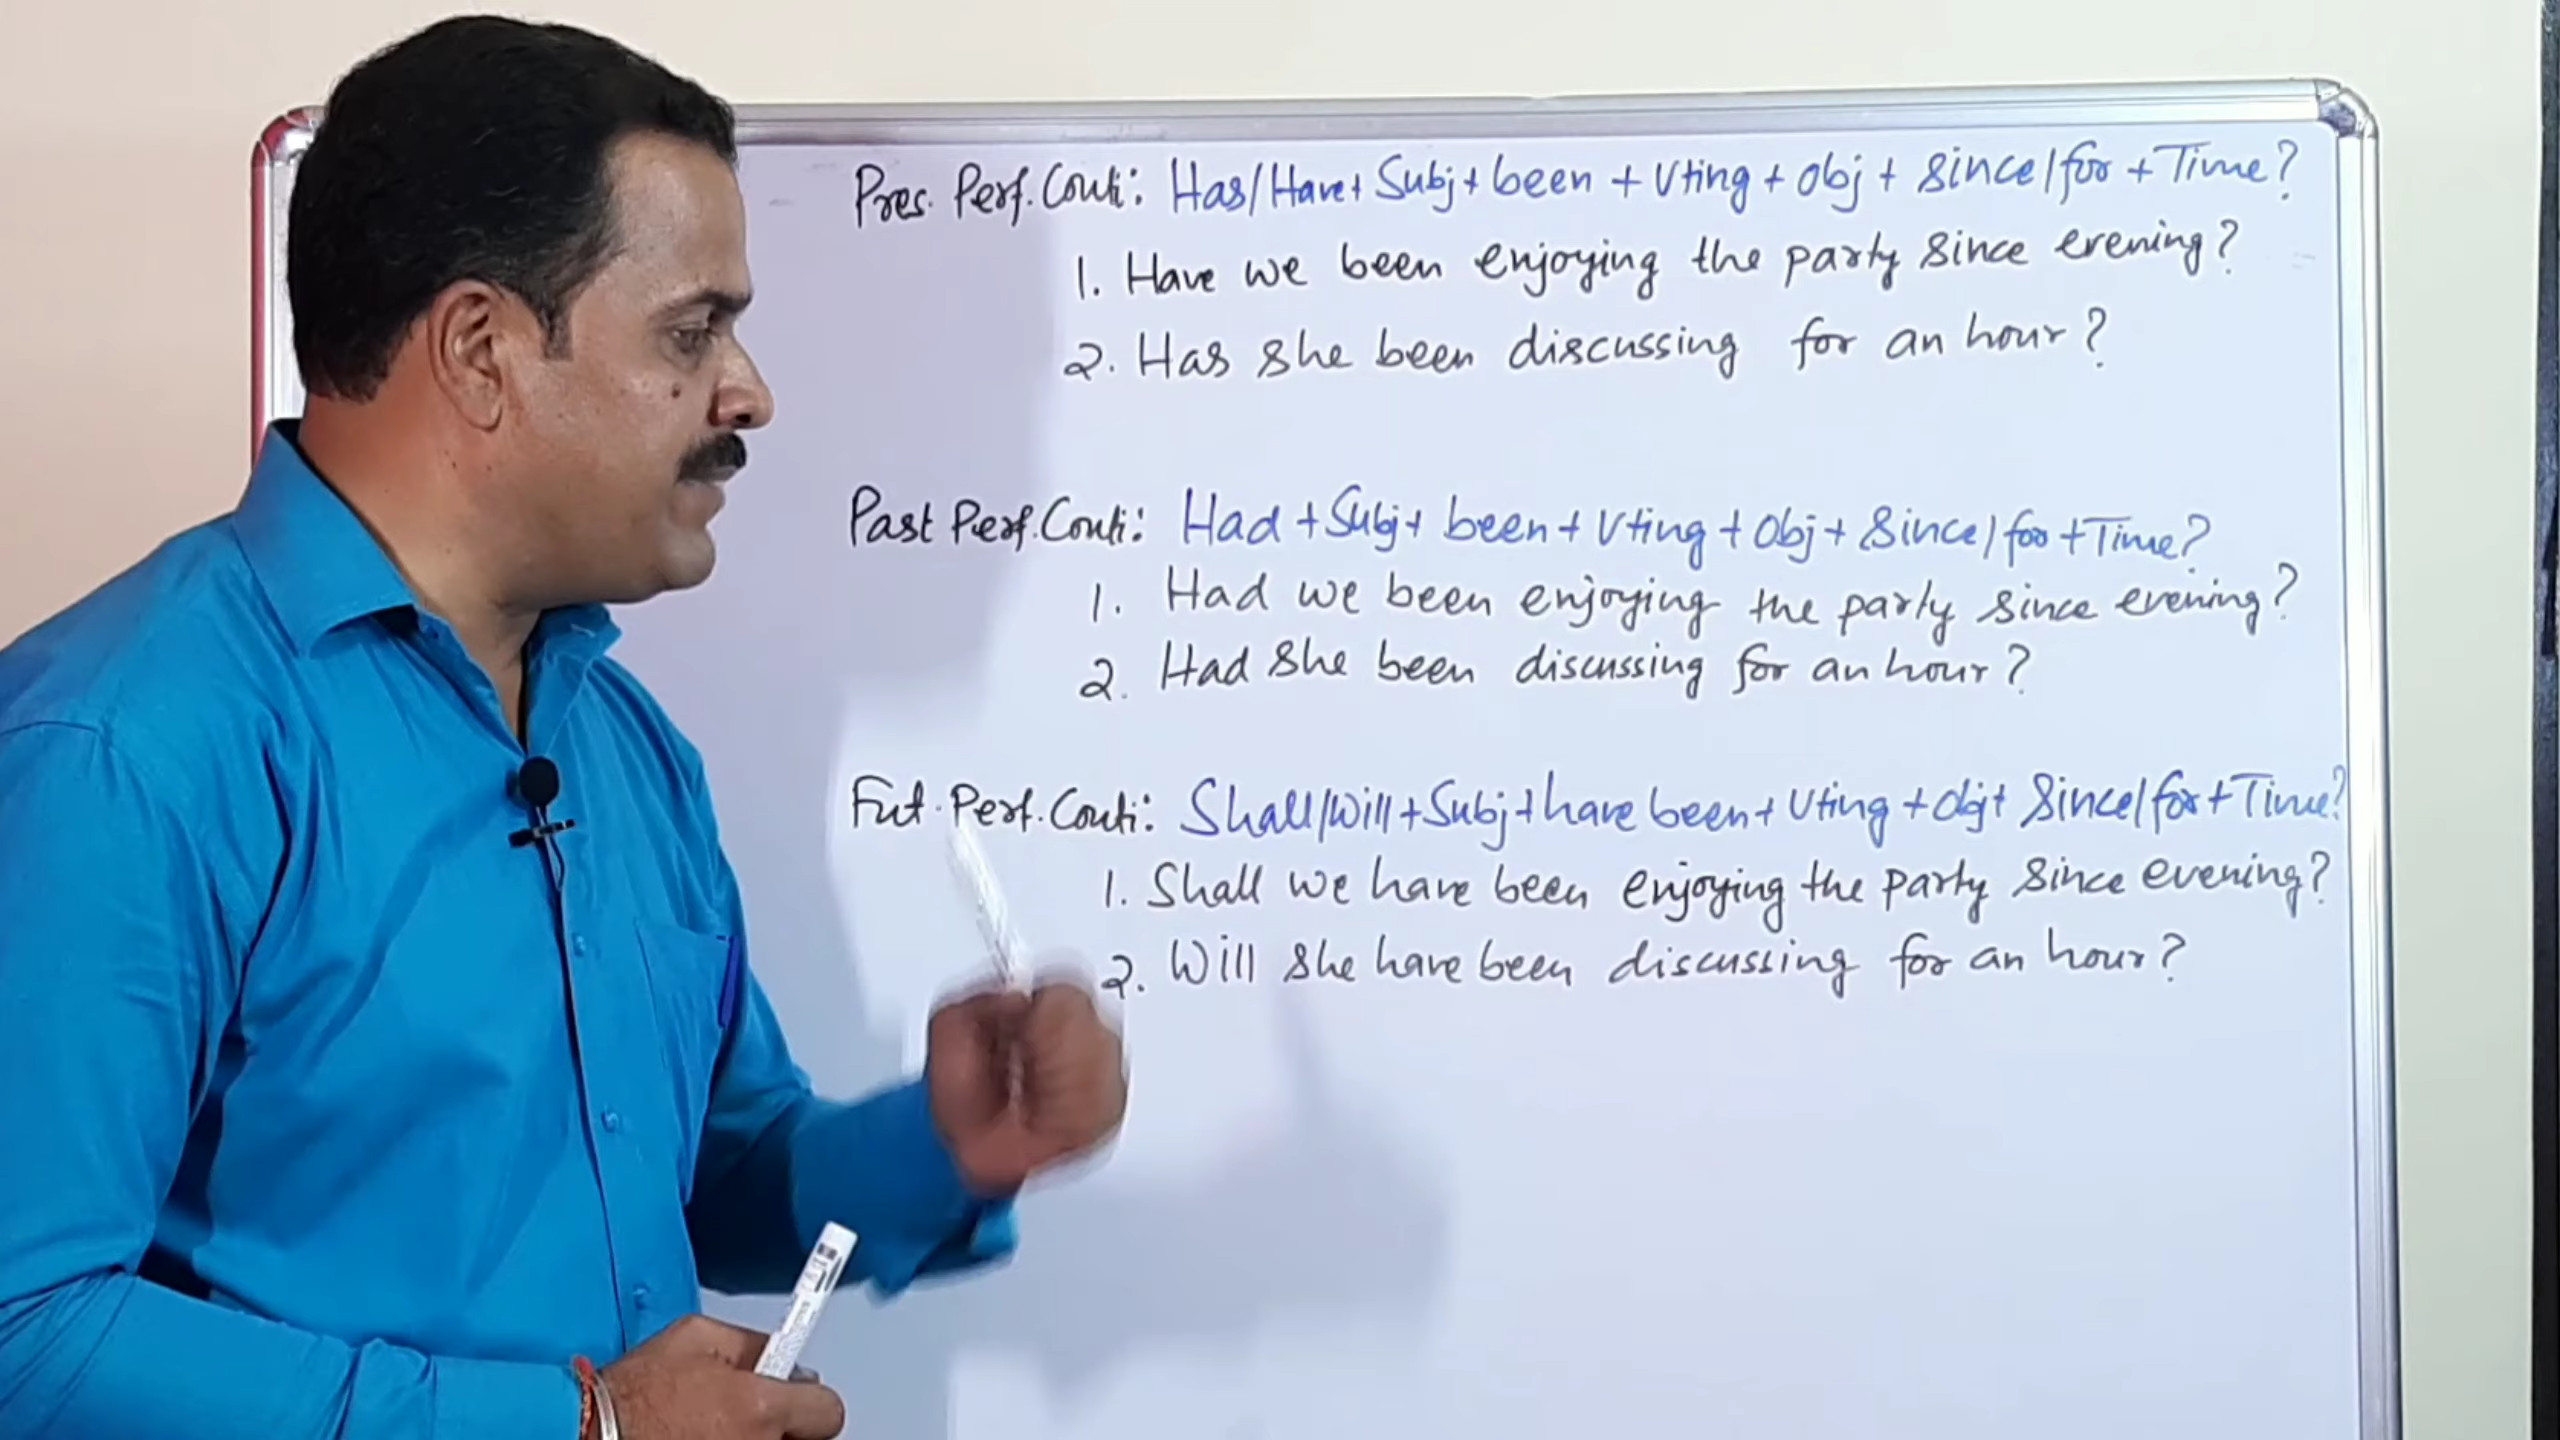 Pres. Perf. Conti: Has/Have + Subj + been + V+ing + obj + since/for + Time?
1. Have we been enjoying the party since evening?
2. Has she been discussing for an hour?
Past Perf. Conti: Had + Subj + been + V+ing + obj + since/for + Time?
1. Had we been enjoying the party since evening?
2. Had she been discussing for an hour?
Fut. Perf. Conti: Shall/Will + Subj + have been + V+ing + obj + since/for + Time?
1. Shall we have been enjoying the party since evening?
2. Will she have been discussing for an hour?